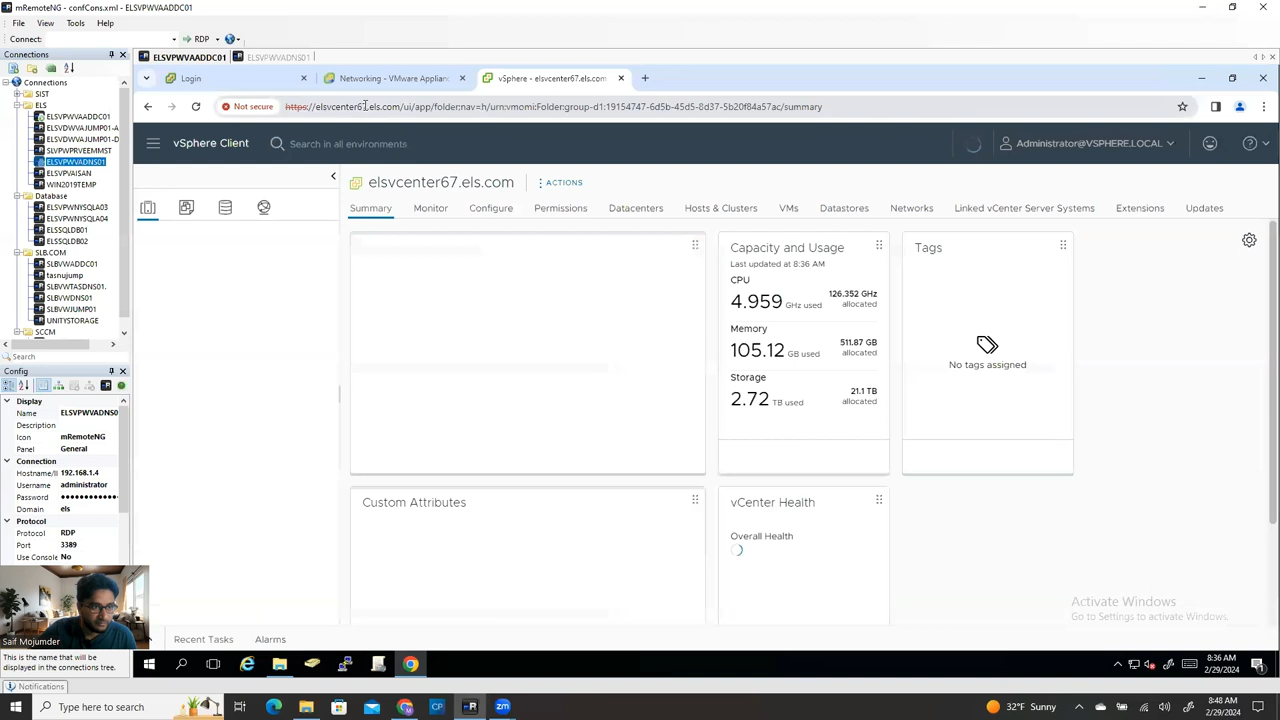 mRemoteNG - confCons.xml - ELSVPWVAADDC01
File View Tools Help
Connect: RDP
Connections
ELSVPWVAADDC01 ELSVPWVADNS01
Login
Networking - VMware Applian
vSphere - elsvcenter67.els.com
Not secure https://elsvcenter67.els.com/ui/app/folder;nav=h/urn:vmomi:Folder:group-d1:19154747-6d5b-45d5-8d37-5b20f84a57ac/summary
vSphere Client
Search in all environments
Administrator@VSPHERE.LOCAL
Connections
SIST
ELS
ELSVPWVAADDC01
ELSVDWVAJUMP01-A
ELSVDWVAJUMP01-D
SLVPWPRVEEMMST
ELSVPWVADNS01
ELSVPVAISAN
WIN2019TEMP
Database
ELSVPWVNYSQLA03
ELSVPWVNYSQLA04
ELSSQLDB01
ELSSQLDB02
SLB.COM
SLBVWADDC01
tasnujump
SLBVWTASDNS01.
SLBVWDNS01
SLBVWJUMP01
UNITYSTORAGE
SCCM
Search
elsvcenter67.els.com
ACTIONS
Summary Monitor Configure Permissions Datacenters Hosts & Clusters VMs Datastores Networks Linked vCenter Server Systems Extensions Updates
Capacity and Usage
Last updated at 8:36 AM
CPU
4.959 GHz used
126.352 GHz
allocated
Memory
105.12 GB used
511.87 GB
allocated
Storage
2.72 TB used
21.1 TB
allocated
Tags
No tags assigned
Custom Attributes
vCenter Health
Overall Health
Config
Display
Name ELSVPWVADNS0
Description
Icon mRemoteNG
Panel General
Connection
Hostname/I 192.168.1.4
Username administrator
Password ••••••••••••
Domain els
Protocol
Protocol RDP
Port 3389
Use Console No
Saif Mojumder
This is the name that will be
displayed in the connections tree.
Notifications
Recent Tasks Alarms
Activate Windows
Go to Settings to activate Windows.
8:36 AM
2/29/2024
1
Type here to search
CP
32°F Sunny
8:48 AM
2/29/2024